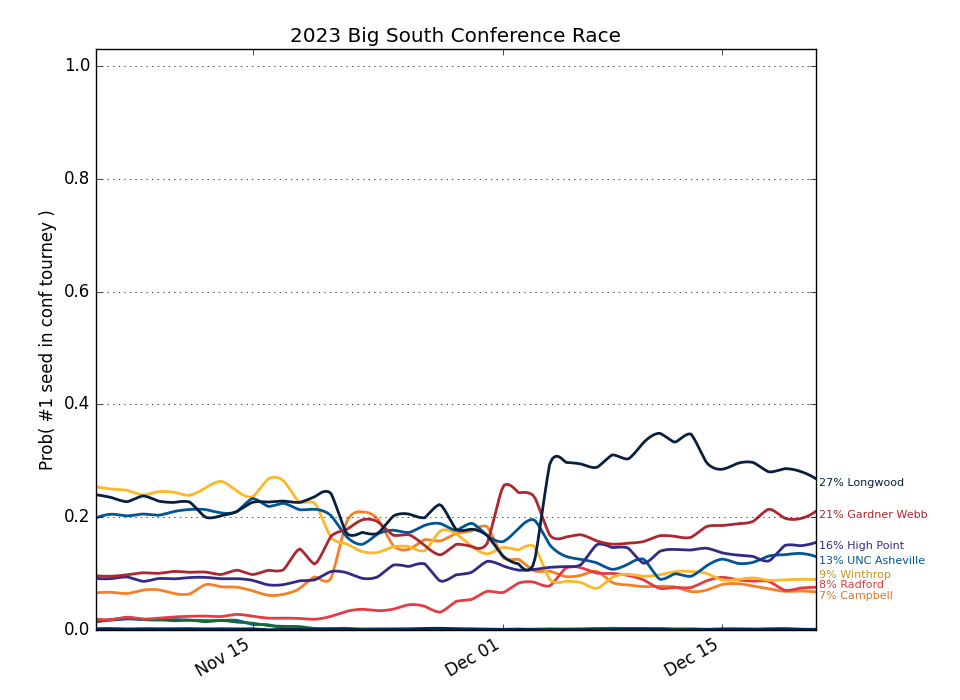 2023 Big South Conference Race
Prob( #1 seed in conf tourney )
1.0
0.8
0.6
0.4
0.2
0.0
Nov 15
Dec 01
Dec 15
27% Longwood
21% Gardner Webb
16% High Point
13% UNC Asheville
9% Winthrop
8% Radford
7% Campbell